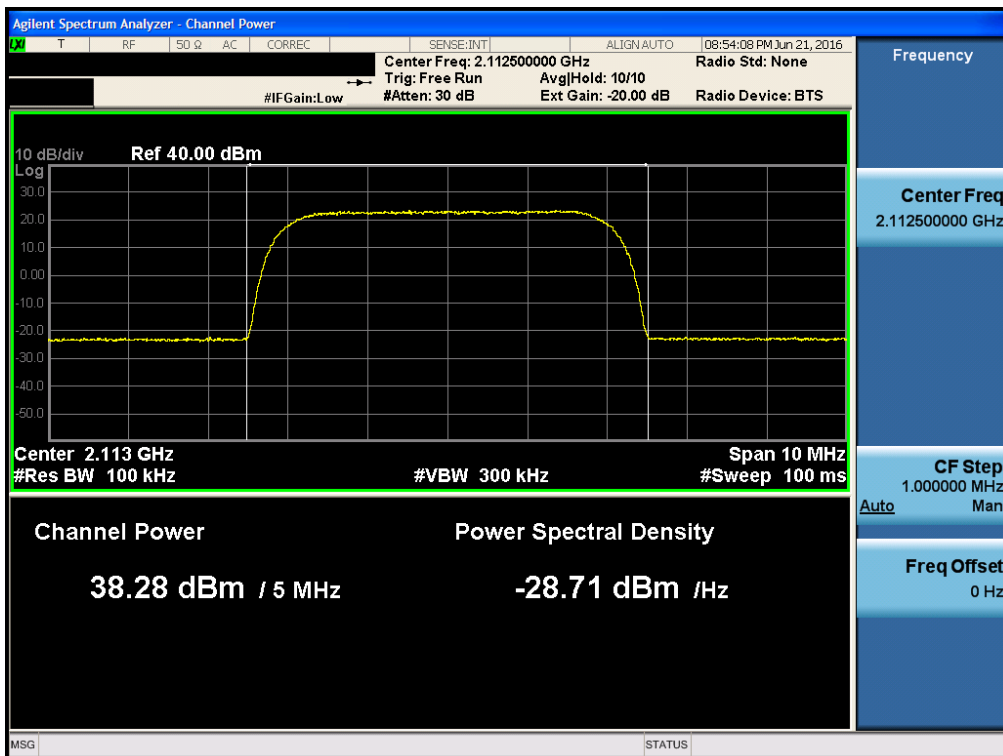 Agilent Spectrum Analyzer - Channel Power
LXI T RF 50 Ω AC CORREC SENSE:INT ALIGN AUTO 08:54:08 PM Jun 21, 2016
Center Freq: 2.112500000 GHz Radio Std: None
Trig: Free Run Avg|Hold: 10/10
#IFGain:Low #Atten: 30 dB Ext Gain: -20.00 dB Radio Device: BTS
10 dB/div Ref 40.00 dBm
Log
30.0
20.0
10.0
0.00
-10.0
-20.0
-30.0
-40.0
-50.0
Center 2.113 GHz Span 10 MHz
#Res BW 100 kHz #VBW 300 kHz #Sweep 100 ms
Channel Power Power Spectral Density
38.28 dBm / 5 MHz -28.71 dBm /Hz
MSG STATUS
Frequency
Center Freq
2.112500000 GHz
CF Step
1.000000 MHz
Auto Man
Freq Offset
0 Hz